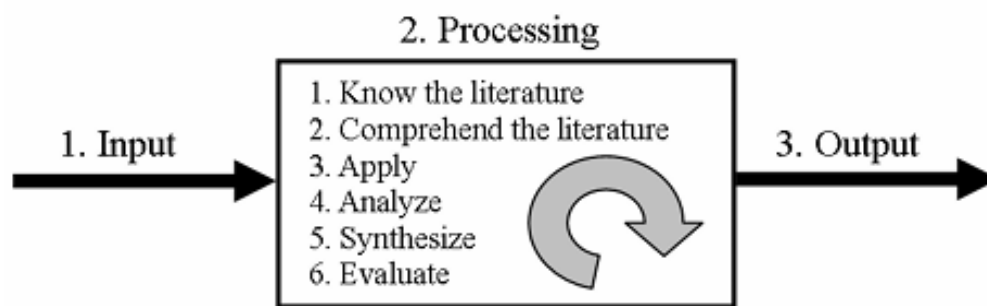 2. Processing
1. Input
1. Know the literature
2. Comprehend the literature
3. Apply
4. Analyze
5. Synthesize
6. Evaluate
3. Output